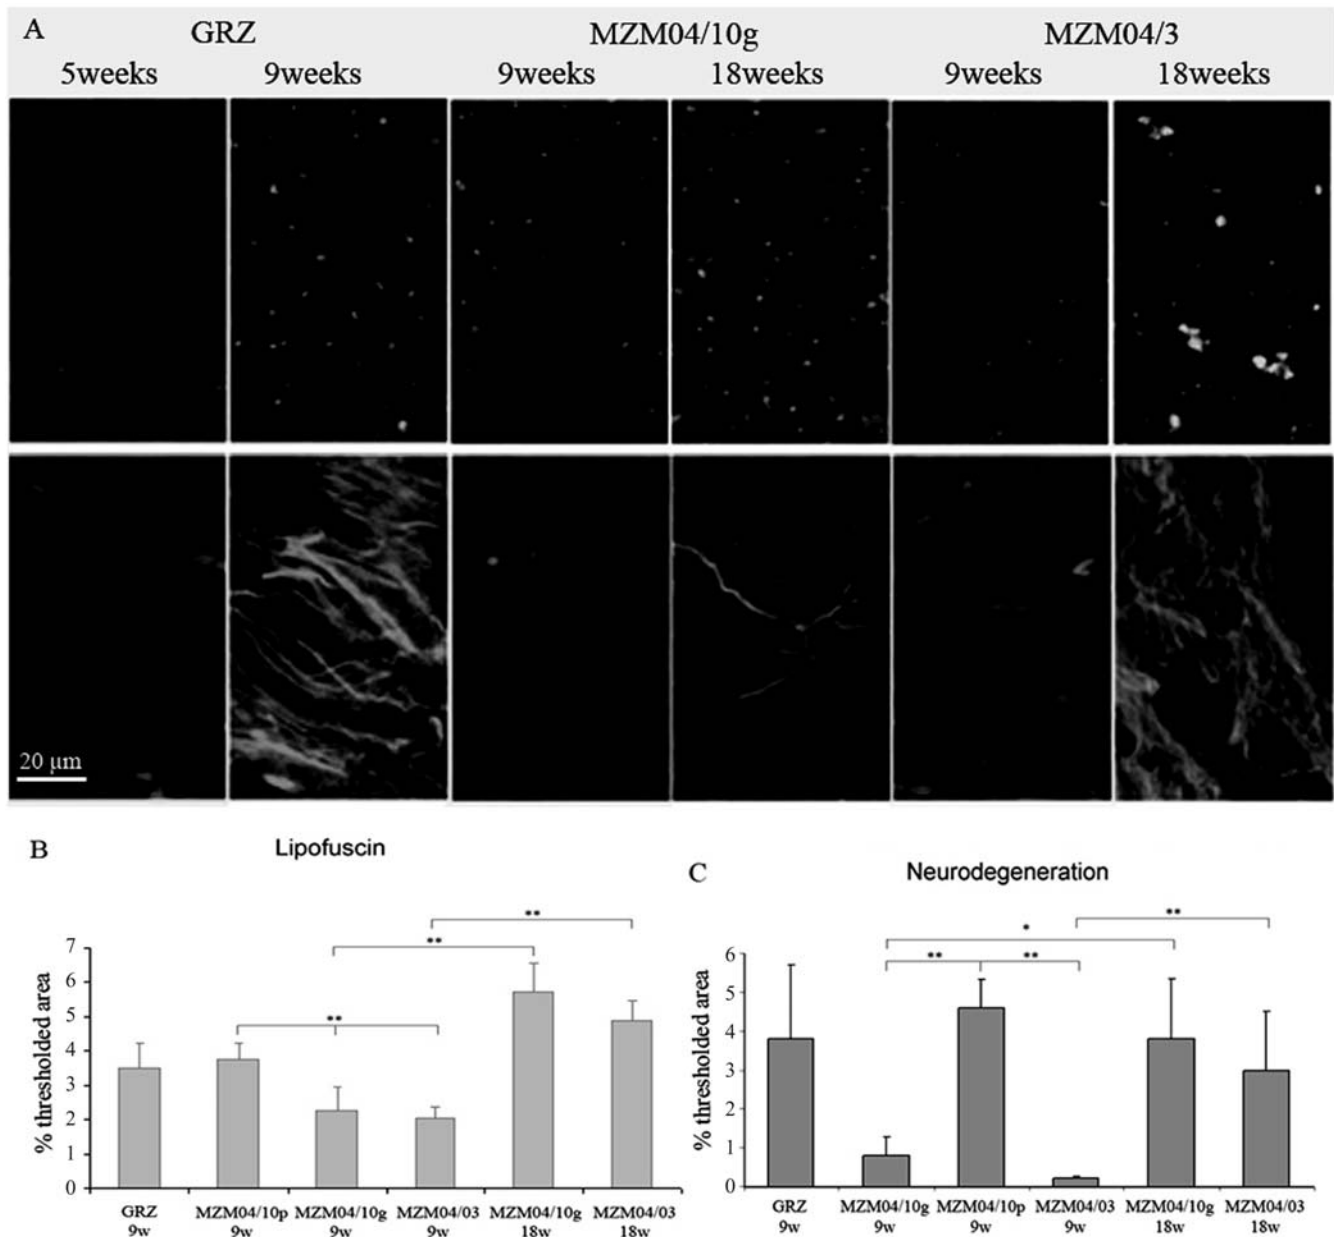 A
GRZ MZM04/10g MZM04/3
5weeks 9weeks 9weeks 18weeks 9weeks 18weeks
20 µm
B
Lipofuscin
** 
**
**
% thresholded area
7
6
5
4
3
2
1
0
GRZ MZM04/10p MZM04/10g MZM04/03 MZM04/10g MZM04/03
9w 9w 9w 9w 18w 18w
C
Neurodegeneration
**
*
** **
% thresholded area
6
5
4
3
2
1
0
GRZ MZM04/10g MZM04/10p MZM04/03 MZM04/10g MZM04/03
9w 9w 9w 9w 18w 18w